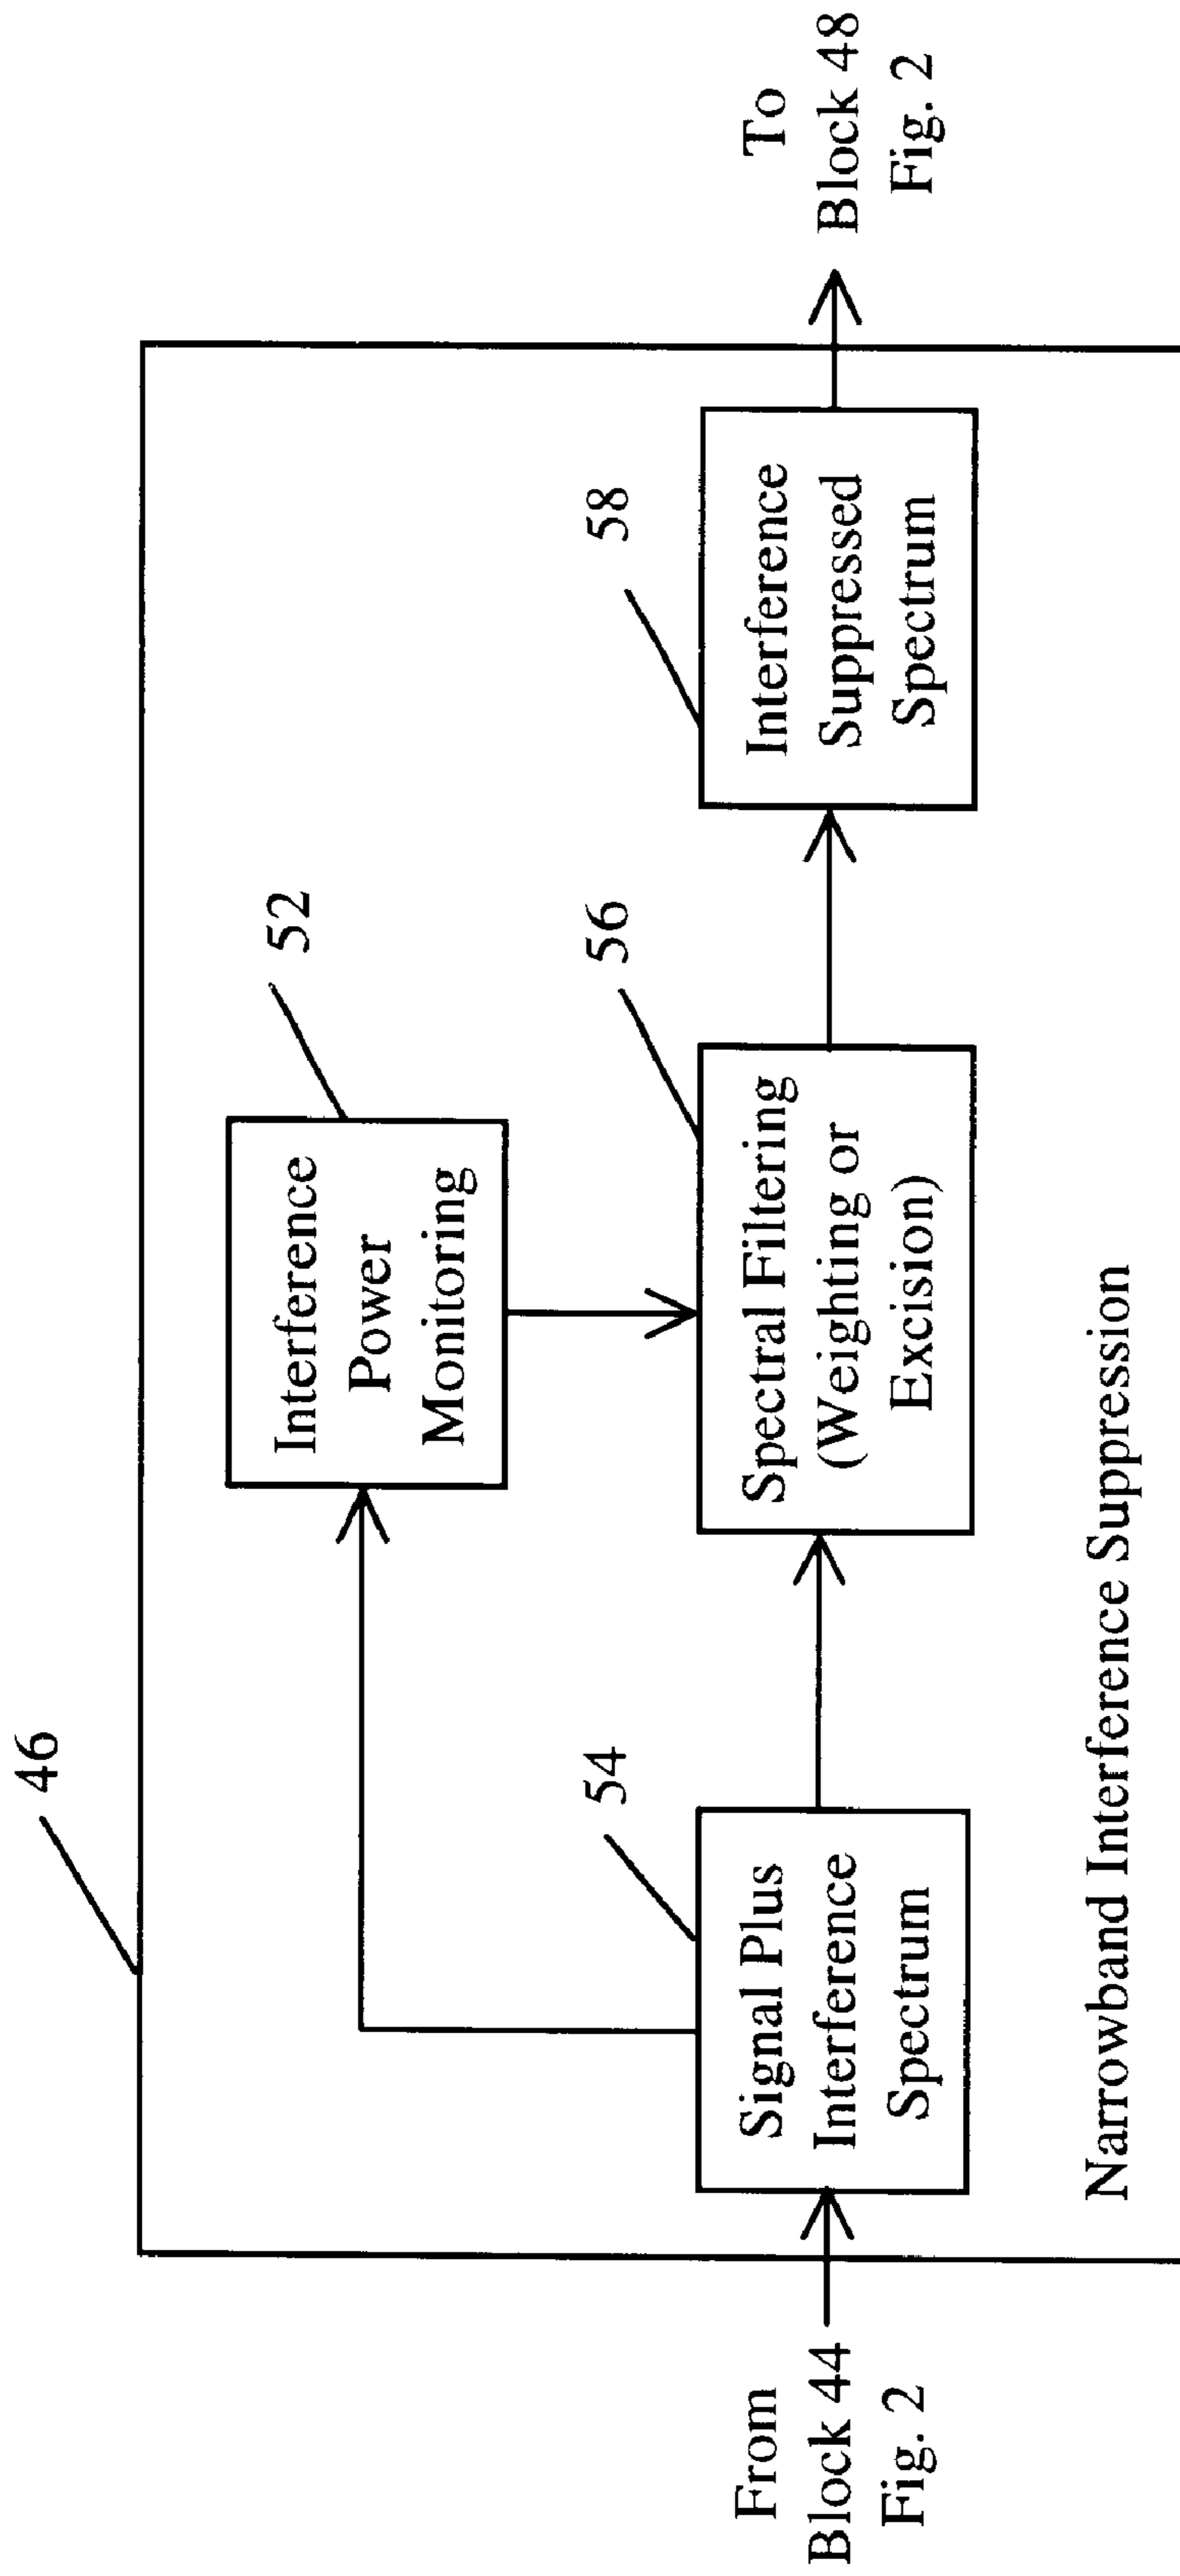 46
Interference
Power
Monitoring
52
From
Block 44
Fig. 2
Signal Plus
Interference
Spectrum
54
Spectral Filtering
(Weighting or
Excision)
56
Interference
Suppressed
Spectrum
58
To
Block 48
Fig. 2
Narrowband Interference Suppression